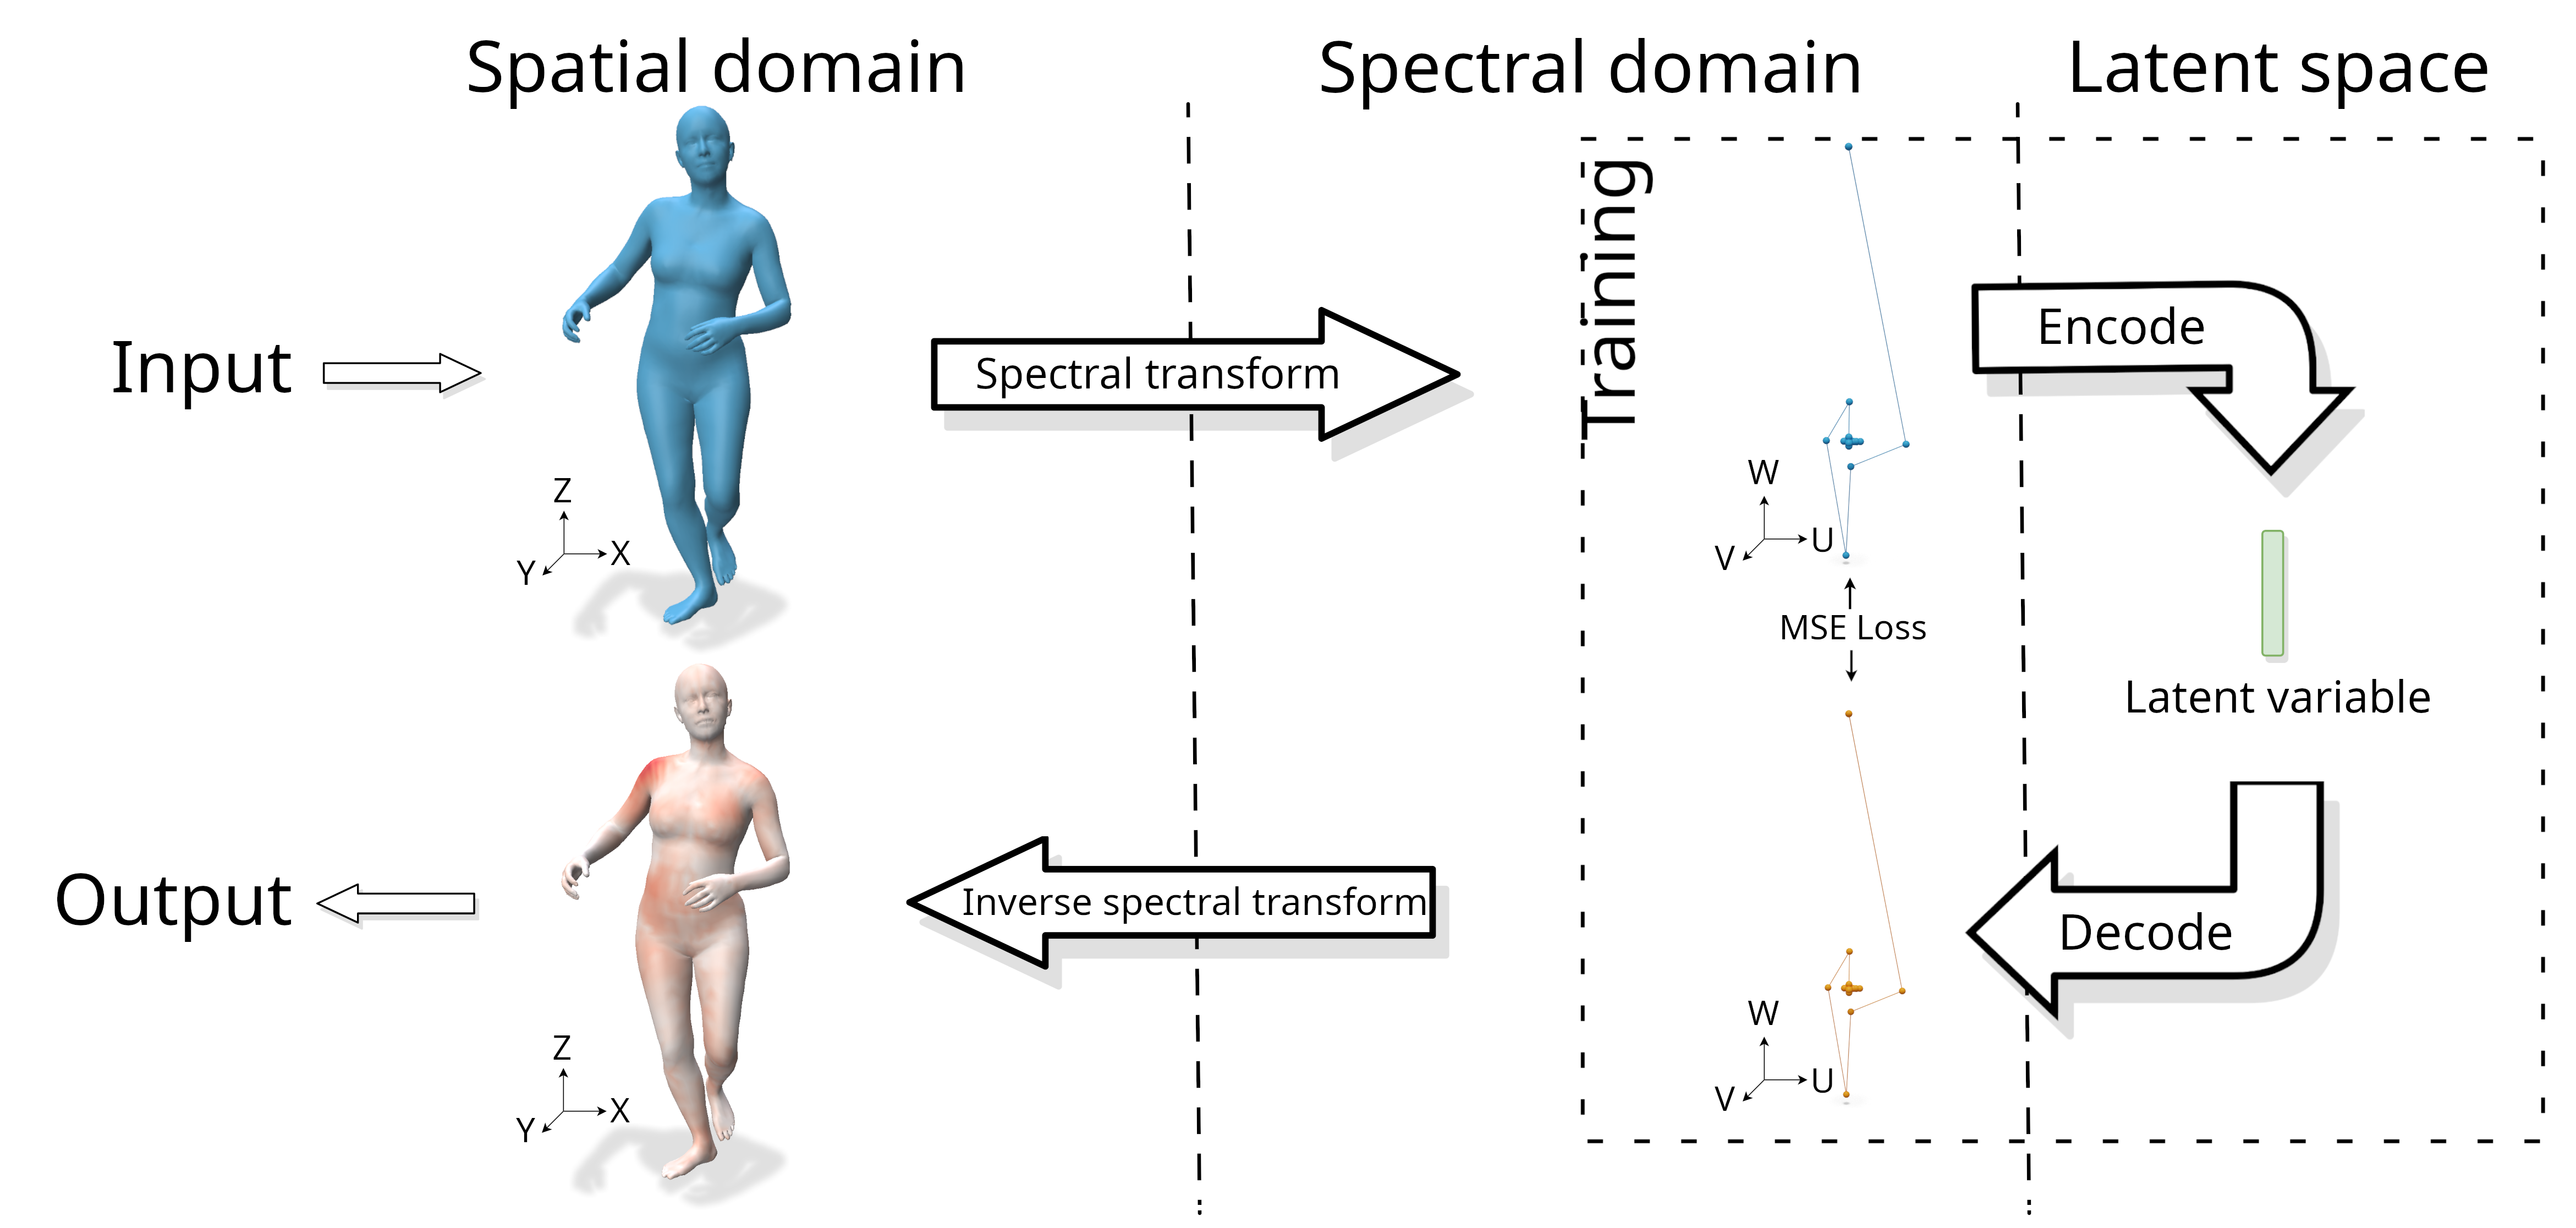 Spatial domain
Spectral domain
Latent space
Training
Input
Spectral transform
Encode
Z
X
Y
W
U
V
MSE Loss
Latent variable
Output
Inverse spectral transform
Decode
Z
X
Y
W
U
V